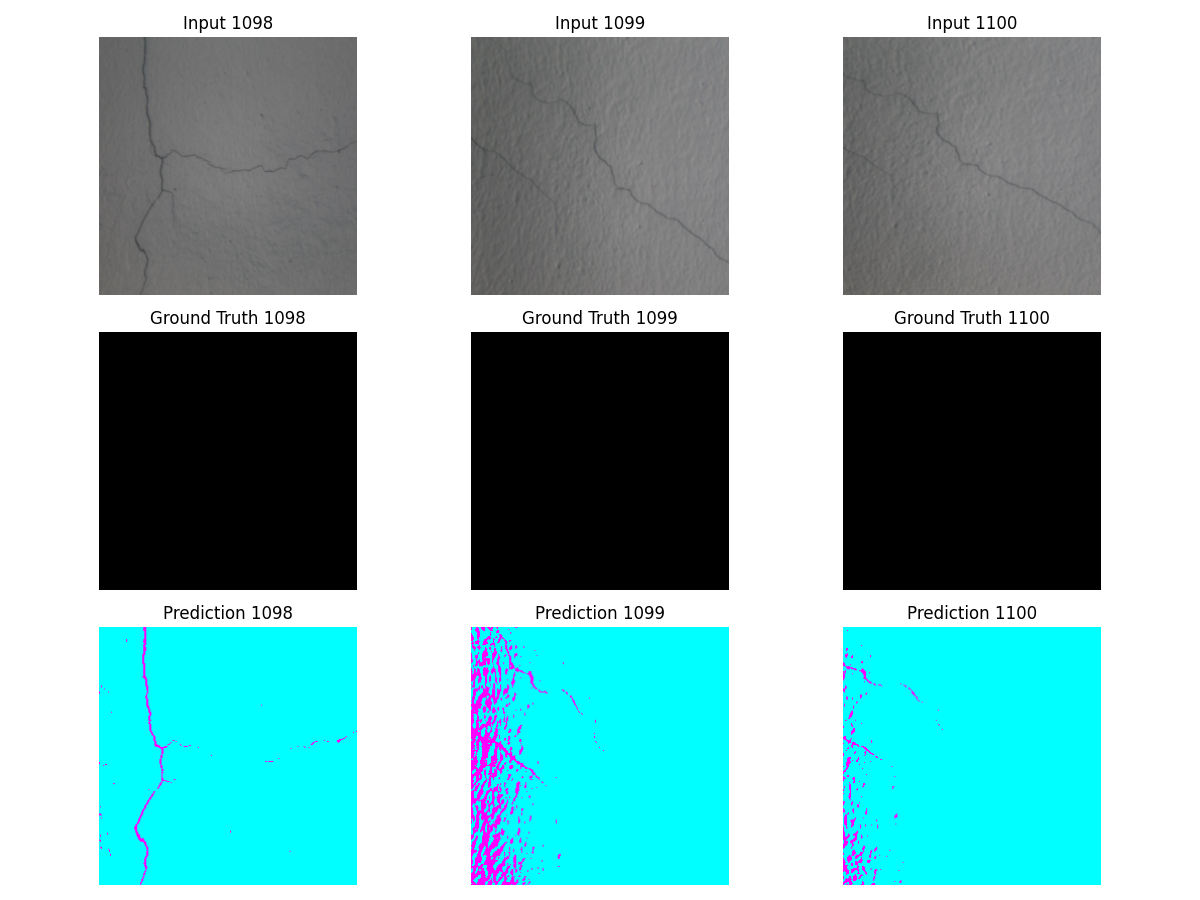 Input 1098
Input 1099
Input 1100
Ground Truth 1098
Ground Truth 1099
Ground Truth 1100
Prediction 1098
Prediction 1099
Prediction 1100